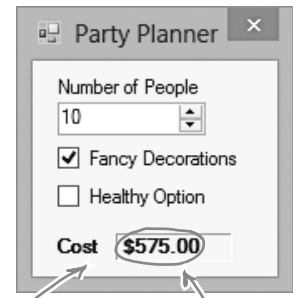 Party Planner
Number of People
10
Fancy Decorations
Healthy Option
Cost $575.00